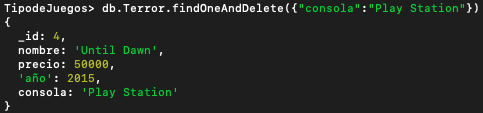 TipodeJuegos> db.Terror.findOneAndDelete({"consola":"Play Station"})
{
  _id: 4,
  nombre: 'Until Dawn',
  precio: 50000,
  'año': 2015,
  consola: 'Play Station'
}